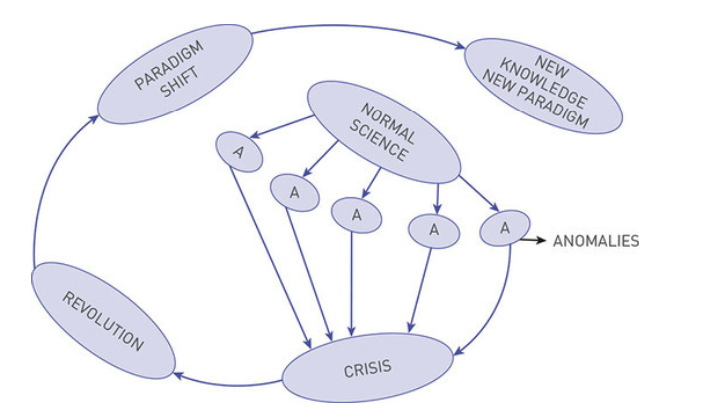 PARADIGM
SHIFT
NEW
KNOWLEDGE
NEW PARADIGM
NORMAL
SCIENCE
A
A
A
A
A
ANOMALIES
REVOLUTION
CRISIS